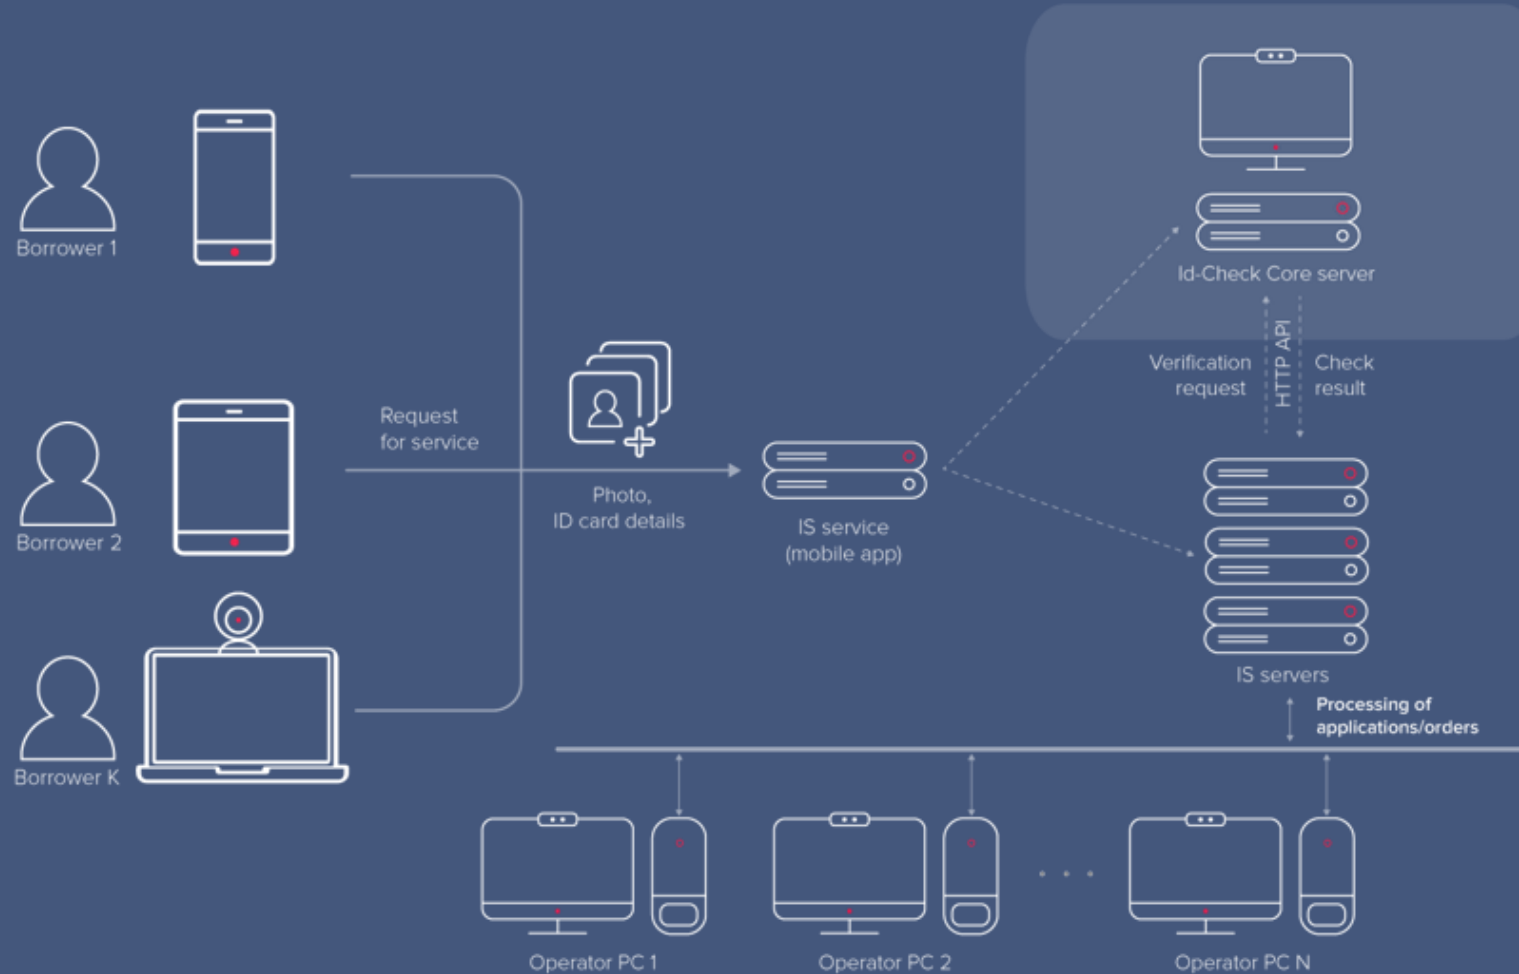 Borrower 1
Borrower 2
Borrower K
Request
for service
Photo,
ID card details
IS service
(mobile app)
Id-Check Core server
Verification
request
HTTP API
Check
result
IS servers
Processing of
applications/orders
Operator PC 1
Operator PC 2
Operator PC N